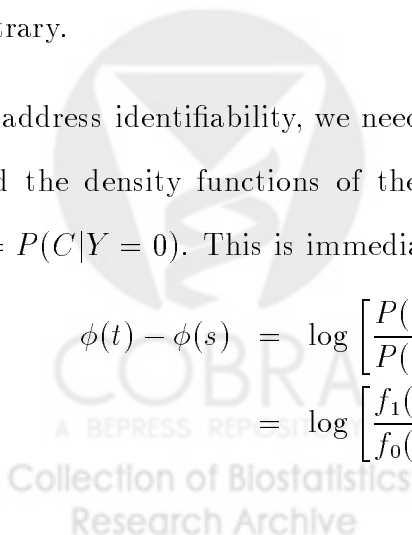 trary.
address identifiability, we need
d the density functions of the
= P(C|Y = 0). This is immedia
ϕ(t) − ϕ(s) = log [ P( / P(
= log [ f₁( / f₀(
COBRA
A BEPRESS REPOSITORY
Collection of Biostatistics
Research Archive